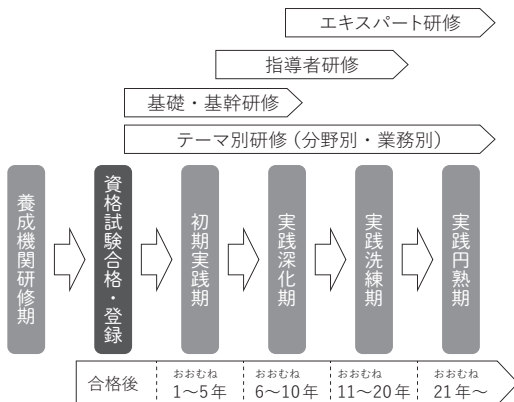 エキスパート研修
指導者研修
基礎・基幹研修
テーマ別研修（分野別・業務別）
養成機関研修期
資格試験合格・登録
初期実践期
実践深化期
実践洗練期
実践円熟期
合格後
おおむね
1〜5年
おおむね
6〜10年
おおむね
11〜20年
おおむね
21年〜